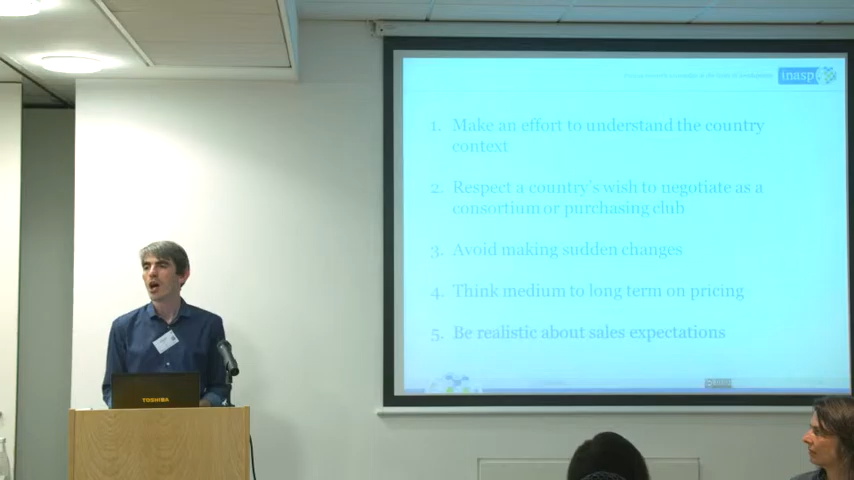 inasp
1. Make an effort to understand the country
context
2. Respect a country's wish to negotiate as a
consortium or purchasing club
3. Avoid making sudden changes
4. Think medium to long term on pricing
5. Be realistic about sales expectations
TOSHIBA